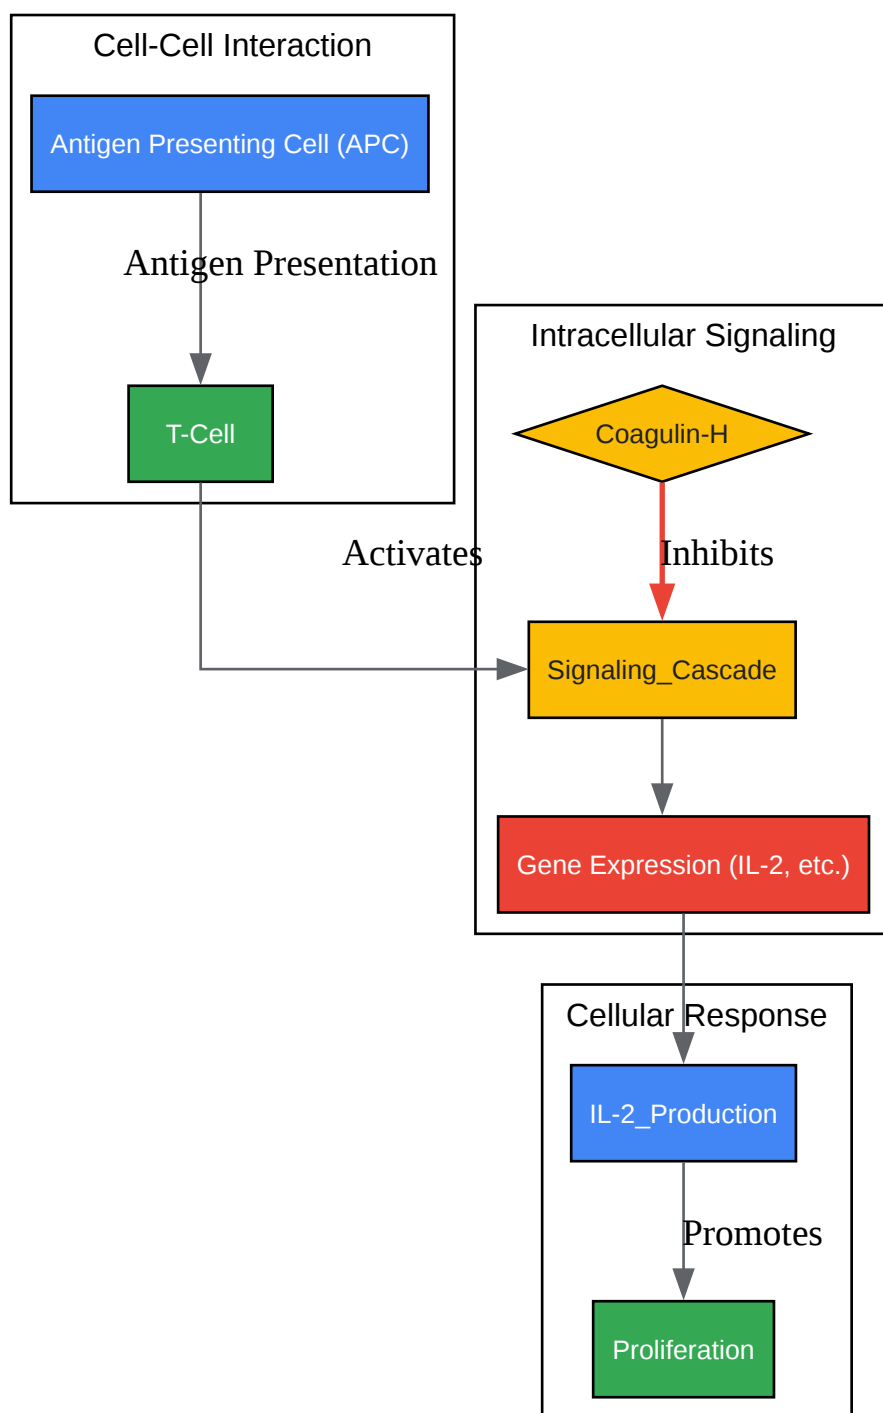 Cell-Cell Interaction
Antigen Presenting Cell (APC)
Antigen Presentation
T-Cell
Intracellular Signaling
Coagulin-H
Activates
Inhibits
Signaling_Cascade
Gene Expression (IL-2, etc.)
Cellular Response
IL-2_Production
Promotes
Proliferation